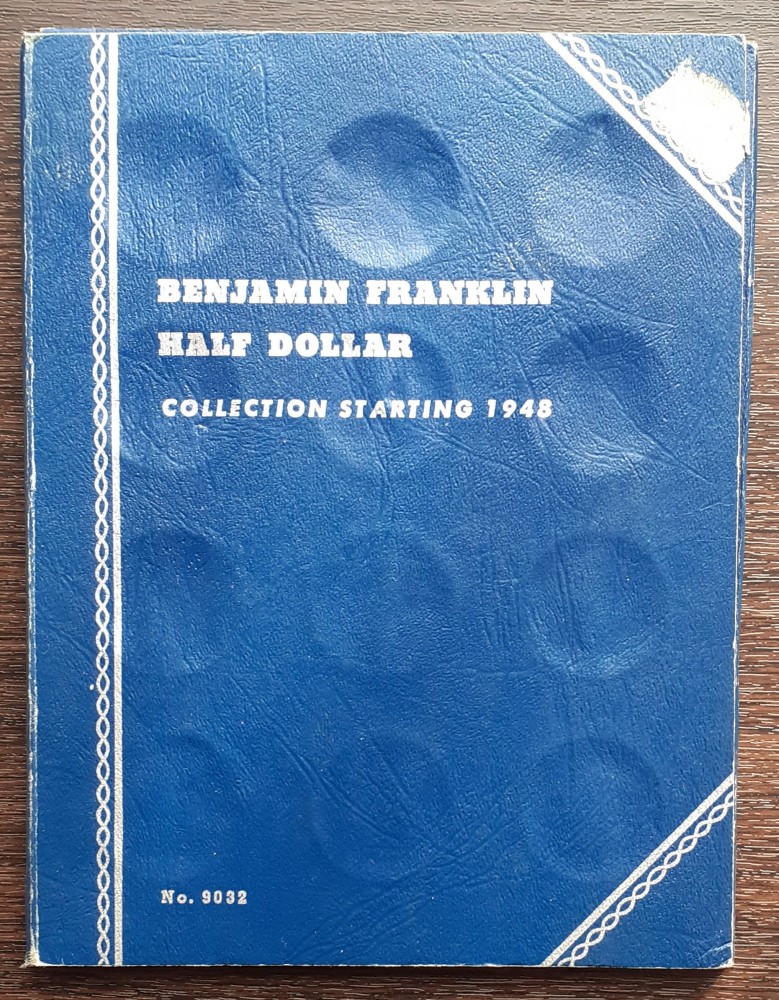 BENJAMIN FRANKLIN
HALF DOLLAR
COLLECTION STARTING 1948
No. 9032